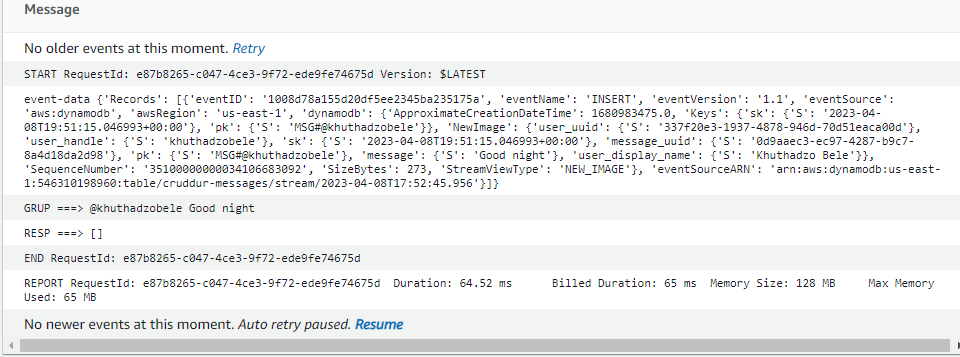 Message
No older events at this moment. Retry
START RequestId: e87b8265-c047-4ce3-9f72-ede9fe74675d Version: $LATEST
event-data {'Records': [{'eventID': '1008d78a155d20df5ee2345ba235175a', 'eventName': 'INSERT', 'eventVersion': '1.1', 'eventSource':
'aws:dynamodb', 'awsRegion': 'us-east-1', 'dynamodb': {'ApproximateCreationDateTime': 1680983475.0, 'Keys': {'sk': {'S': '2023-04-
08T19:51:15.046993+00:00'}, 'pk': {'S': 'MSG#@khuthadzobele'}}, 'NewImage': {'user_uuid': {'S': '337f20e3-1937-4878-946d-70d51eaca00d'},
'user_handle': {'S': 'khuthadzobele'}, 'sk': {'S': '2023-04-08T19:51:15.046993+00:00'}, 'message_uuid': {'S': '0d9aaec3-ec97-4287-b9c7-
8a4d18da2d98'}, 'pk': {'S': 'MSG#@khuthadzobele'}, 'message': {'S': 'Good night'}, 'user_display_name': {'S': 'Khuthadzo Bele'}},
'SequenceNumber': '35100000000034106683092', 'SizeBytes': 273, 'StreamViewType': 'NEW_IMAGE'}, 'eventSourceARN': 'arn:aws:dynamodb:us-east-
1:546310198960:table/cruddur-messages/stream/2023-04-08T17:52:45.956'}]}
GRUP ===> @khuthadzobele Good night
RESP ===> []
END RequestId: e87b8265-c047-4ce3-9f72-ede9fe74675d
REPORT RequestId: e87b8265-c047-4ce3-9f72-ede9fe74675d Duration: 64.52 ms Billed Duration: 65 ms Memory Size: 128 MB Max Memory
Used: 65 MB
No newer events at this moment. Auto retry paused. Resume